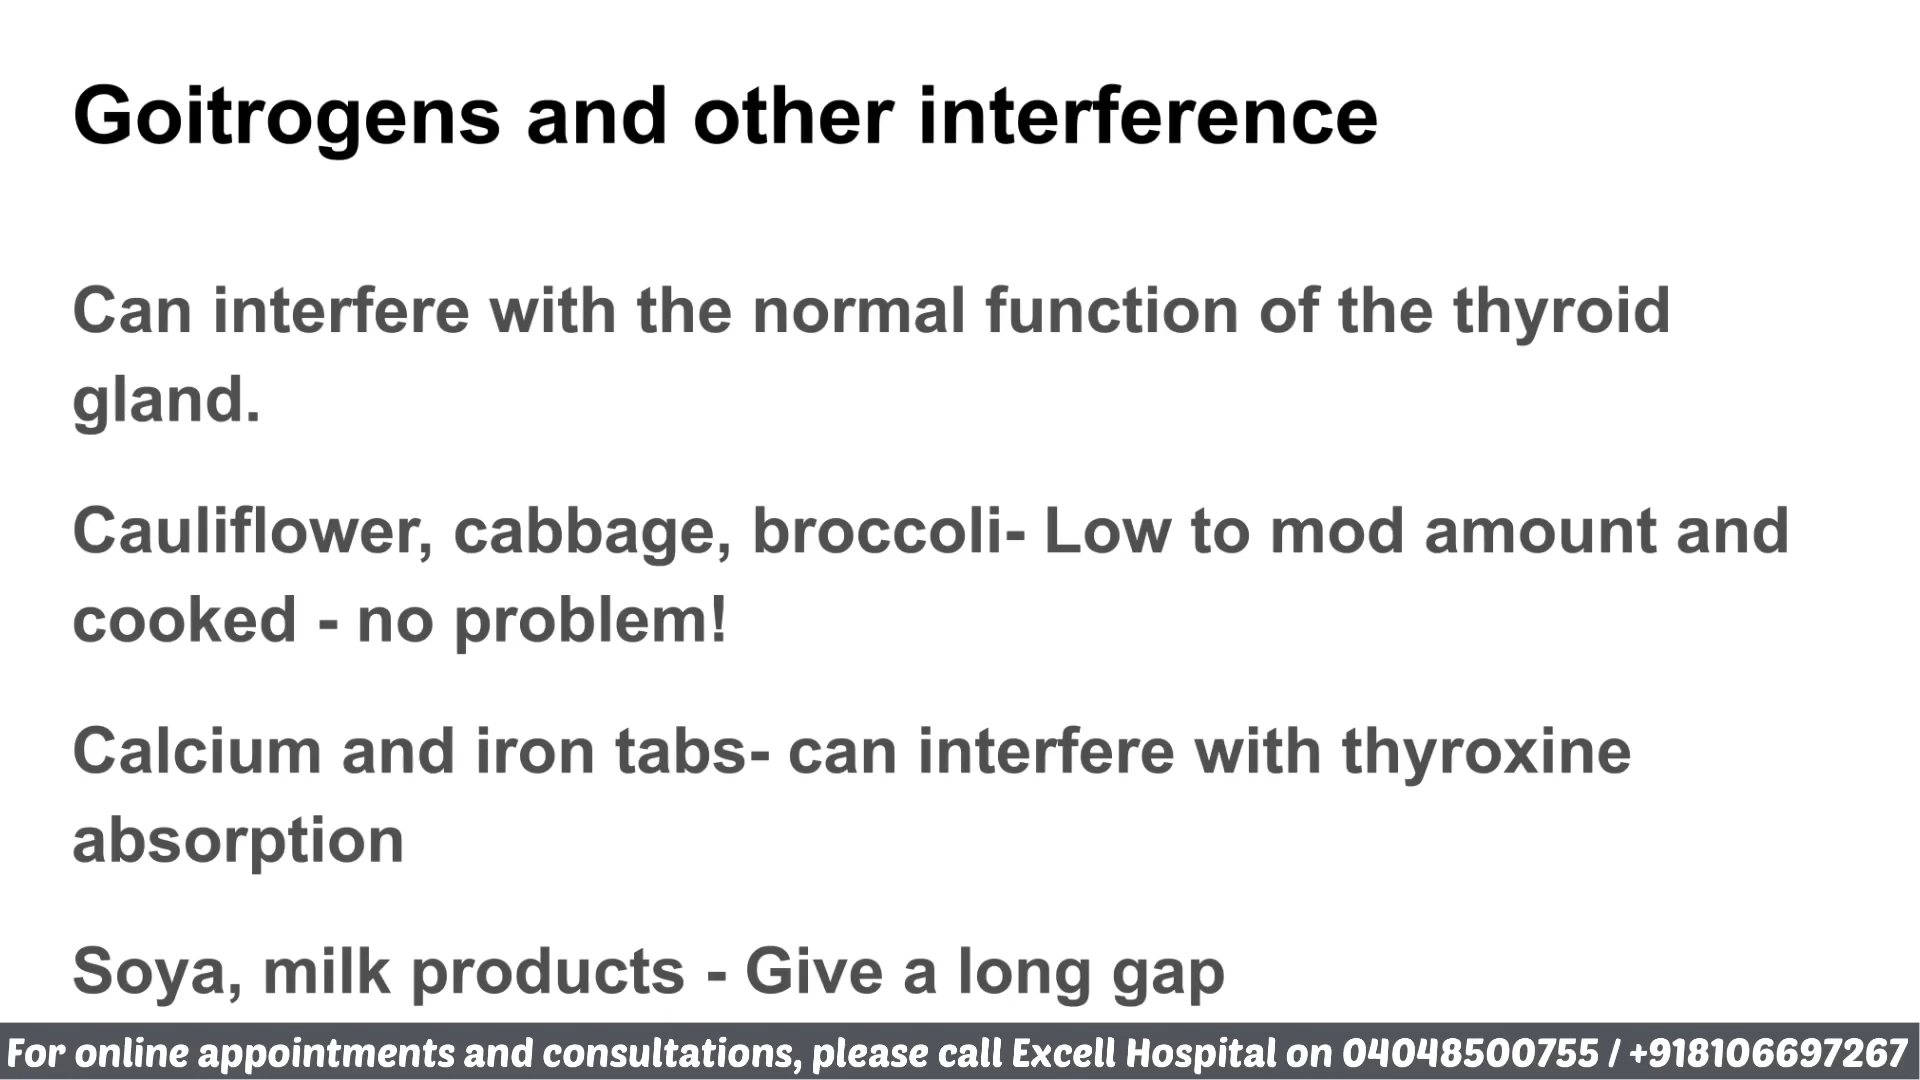 Goitrogens and other interference
Can interfere with the normal function of the thyroid
gland.
Cauliflower, cabbage, broccoli- Low to mod amount and
cooked - no problem!
Calcium and iron tabs- can interfere with thyroxine
absorption
Soya, milk products - Give a long gap
For online appointments and consultations, please call Excell Hospital on 04048500755 / +918106697267